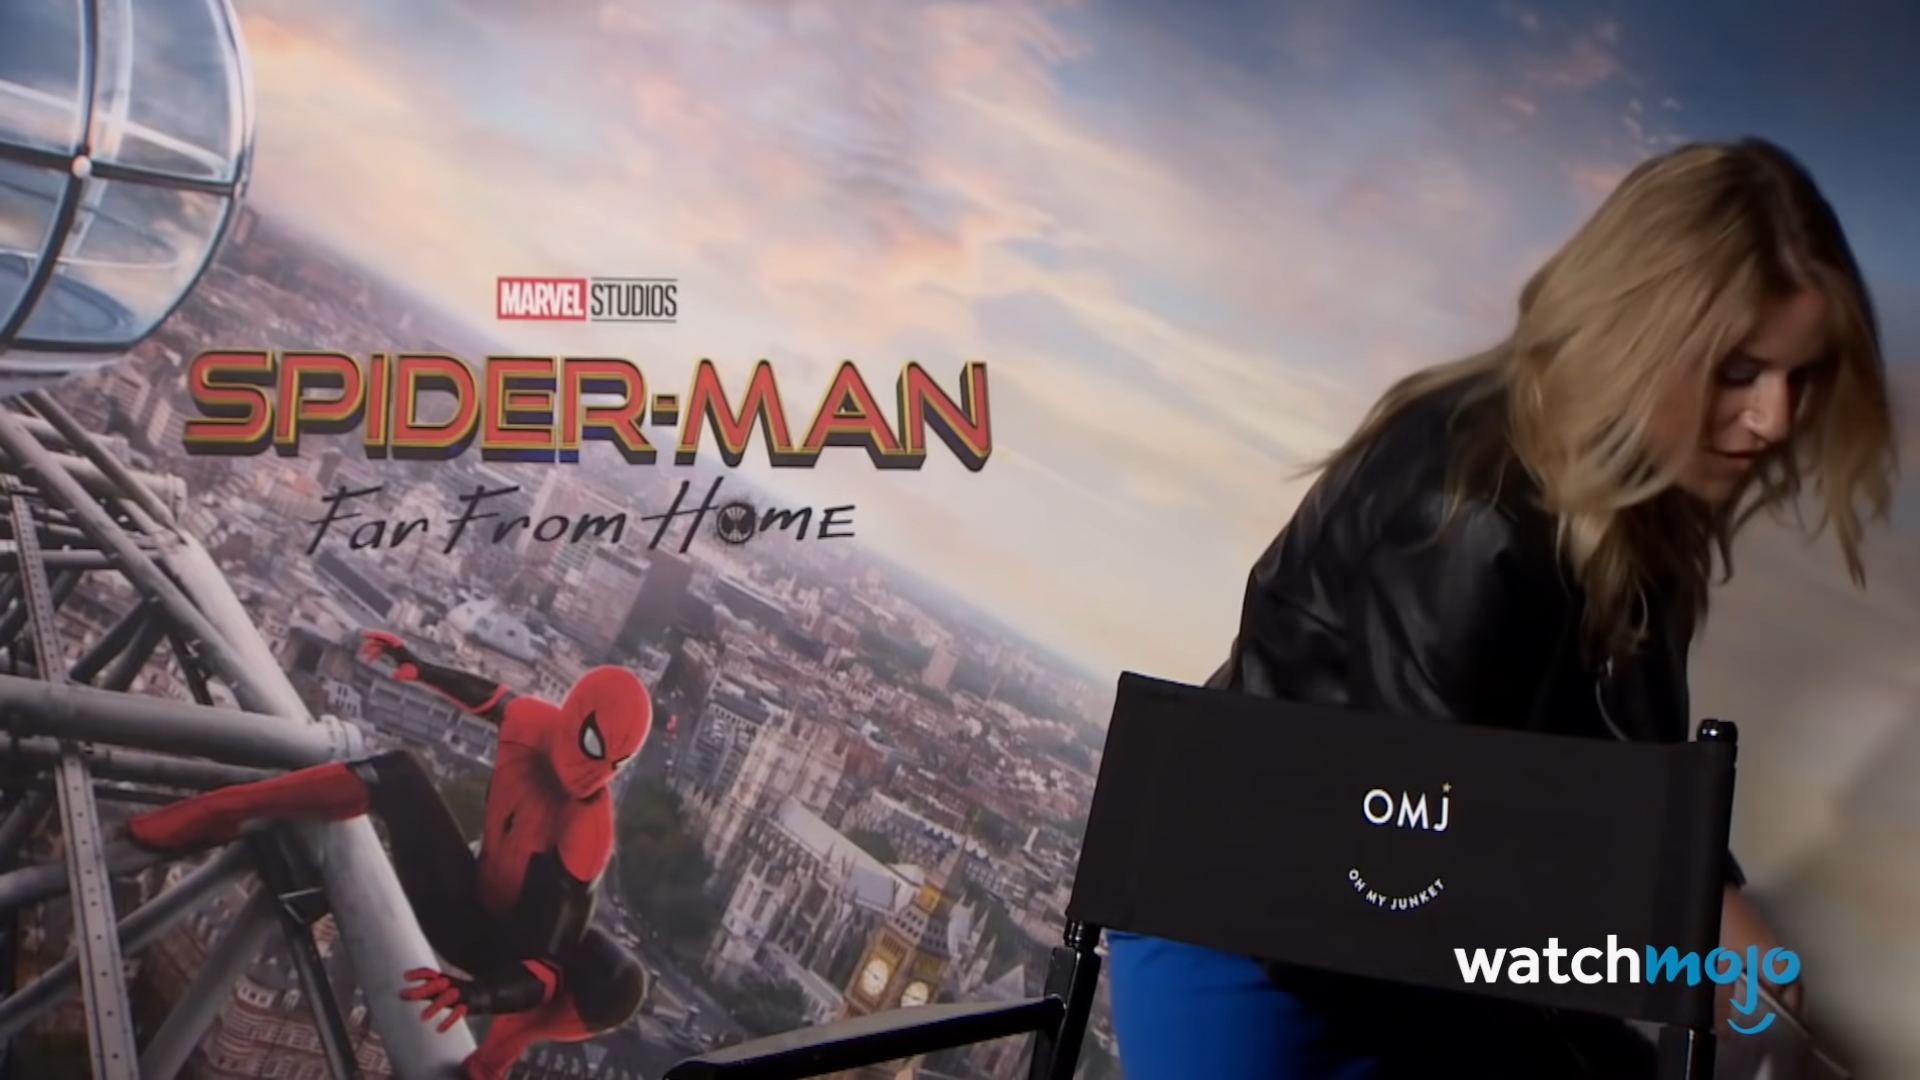 MARVEL STUDIOS
SPIDER-MAN
Far From Home
OMJ
OH MY JUNKET
watchmojo